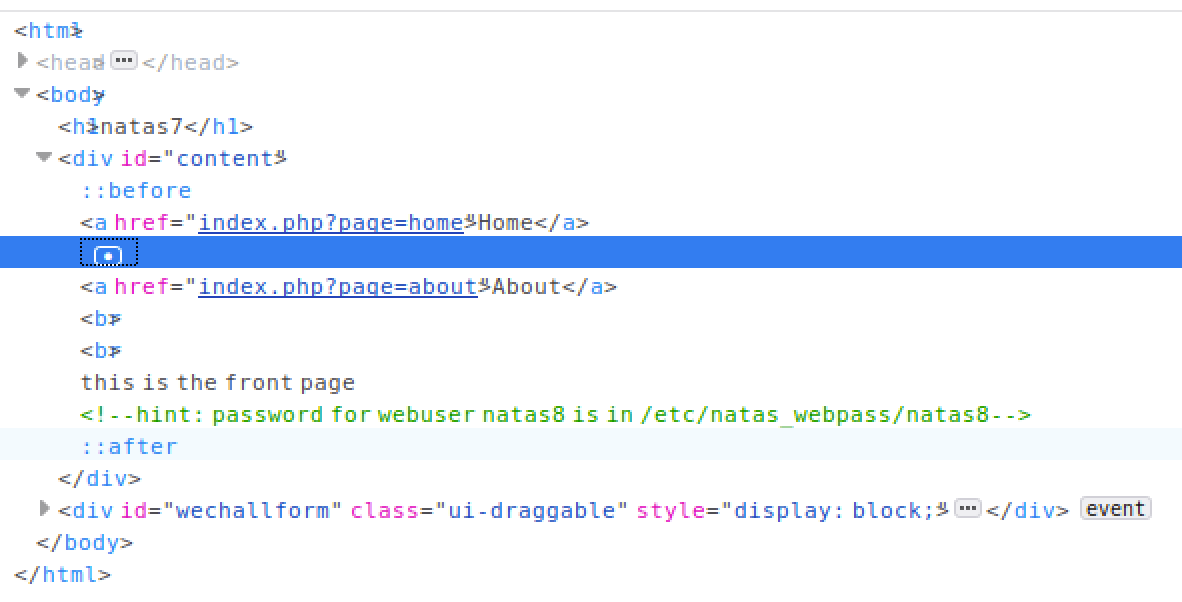 <html>
<head> ••• </head>
<body>
<h1>natas7</h1>
<div id="content">
::before
<a href="index.php?page=home">Home</a>
<a href="index.php?page=about">About</a>
<br>
<br>
this is the front page
<!--hint: password for webuser natas8 is in /etc/natas_webpass/natas8-->
::after
</div>
<div id="wechallform" class="ui-draggable" style="display: block;"> ••• </div> event
</body>
</html>